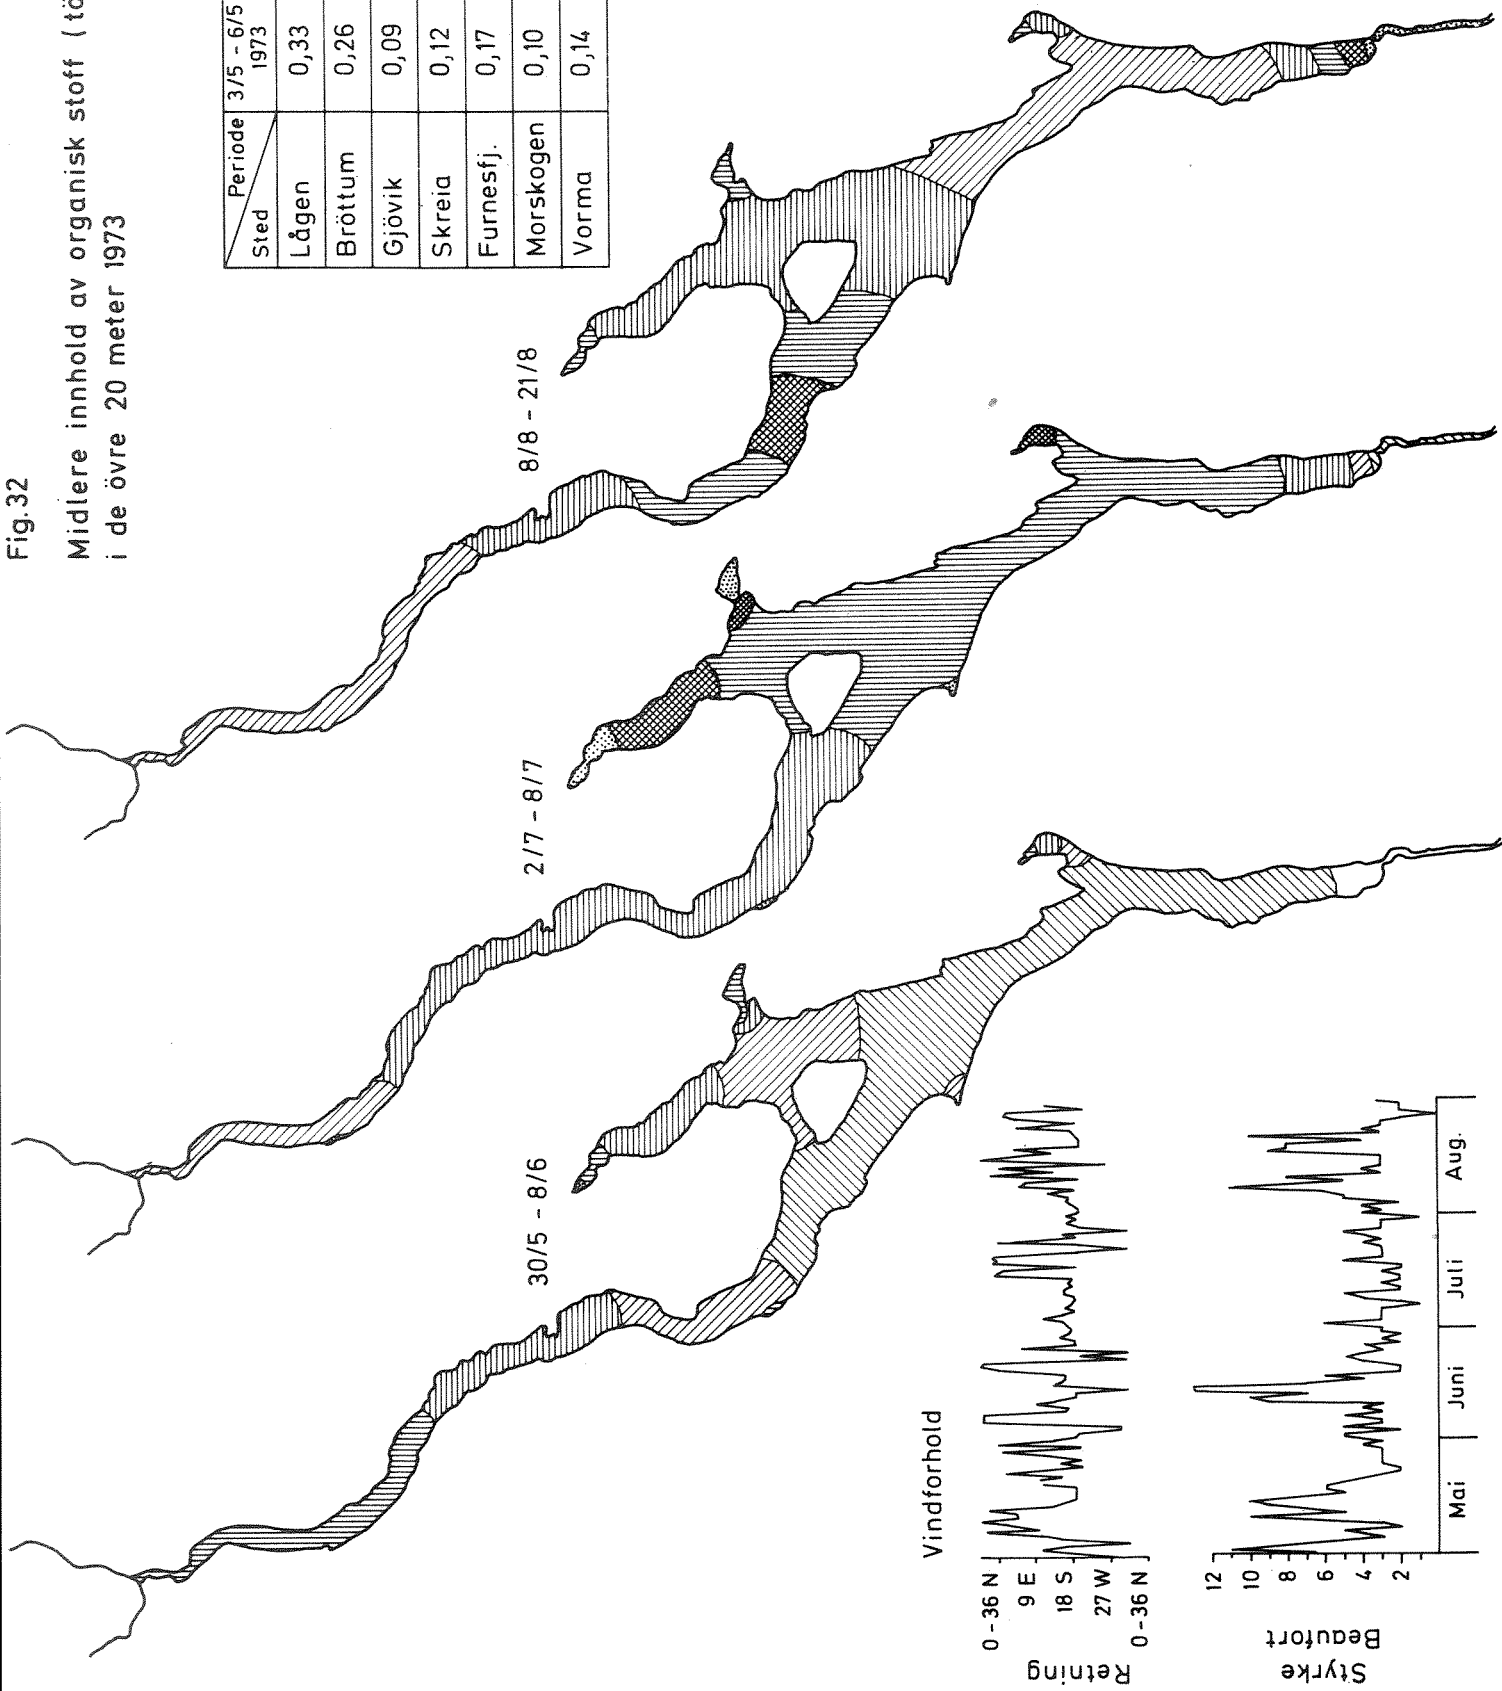 Fig.32
Midlere innhold av organisk stoff ( tö
i de övre 20 meter 1973
Periode 3/5 - 6/5
Sted 1973
Lågen 0,33
Bröttum 0,26
Gjövik 0,09
Skreia 0,12
Furnesfj. 0,17
Morskogen 0,10
Vorma 0,14
30/5 - 8/6
2/7 - 8/7
8/8 - 21/8
Vindforhold
Retning
0-36 N
9 E
18 S
27 W
0-36 N
Styrke
Beaufort
12
10
8
6
4
2
Mai Juni Juli Aug.